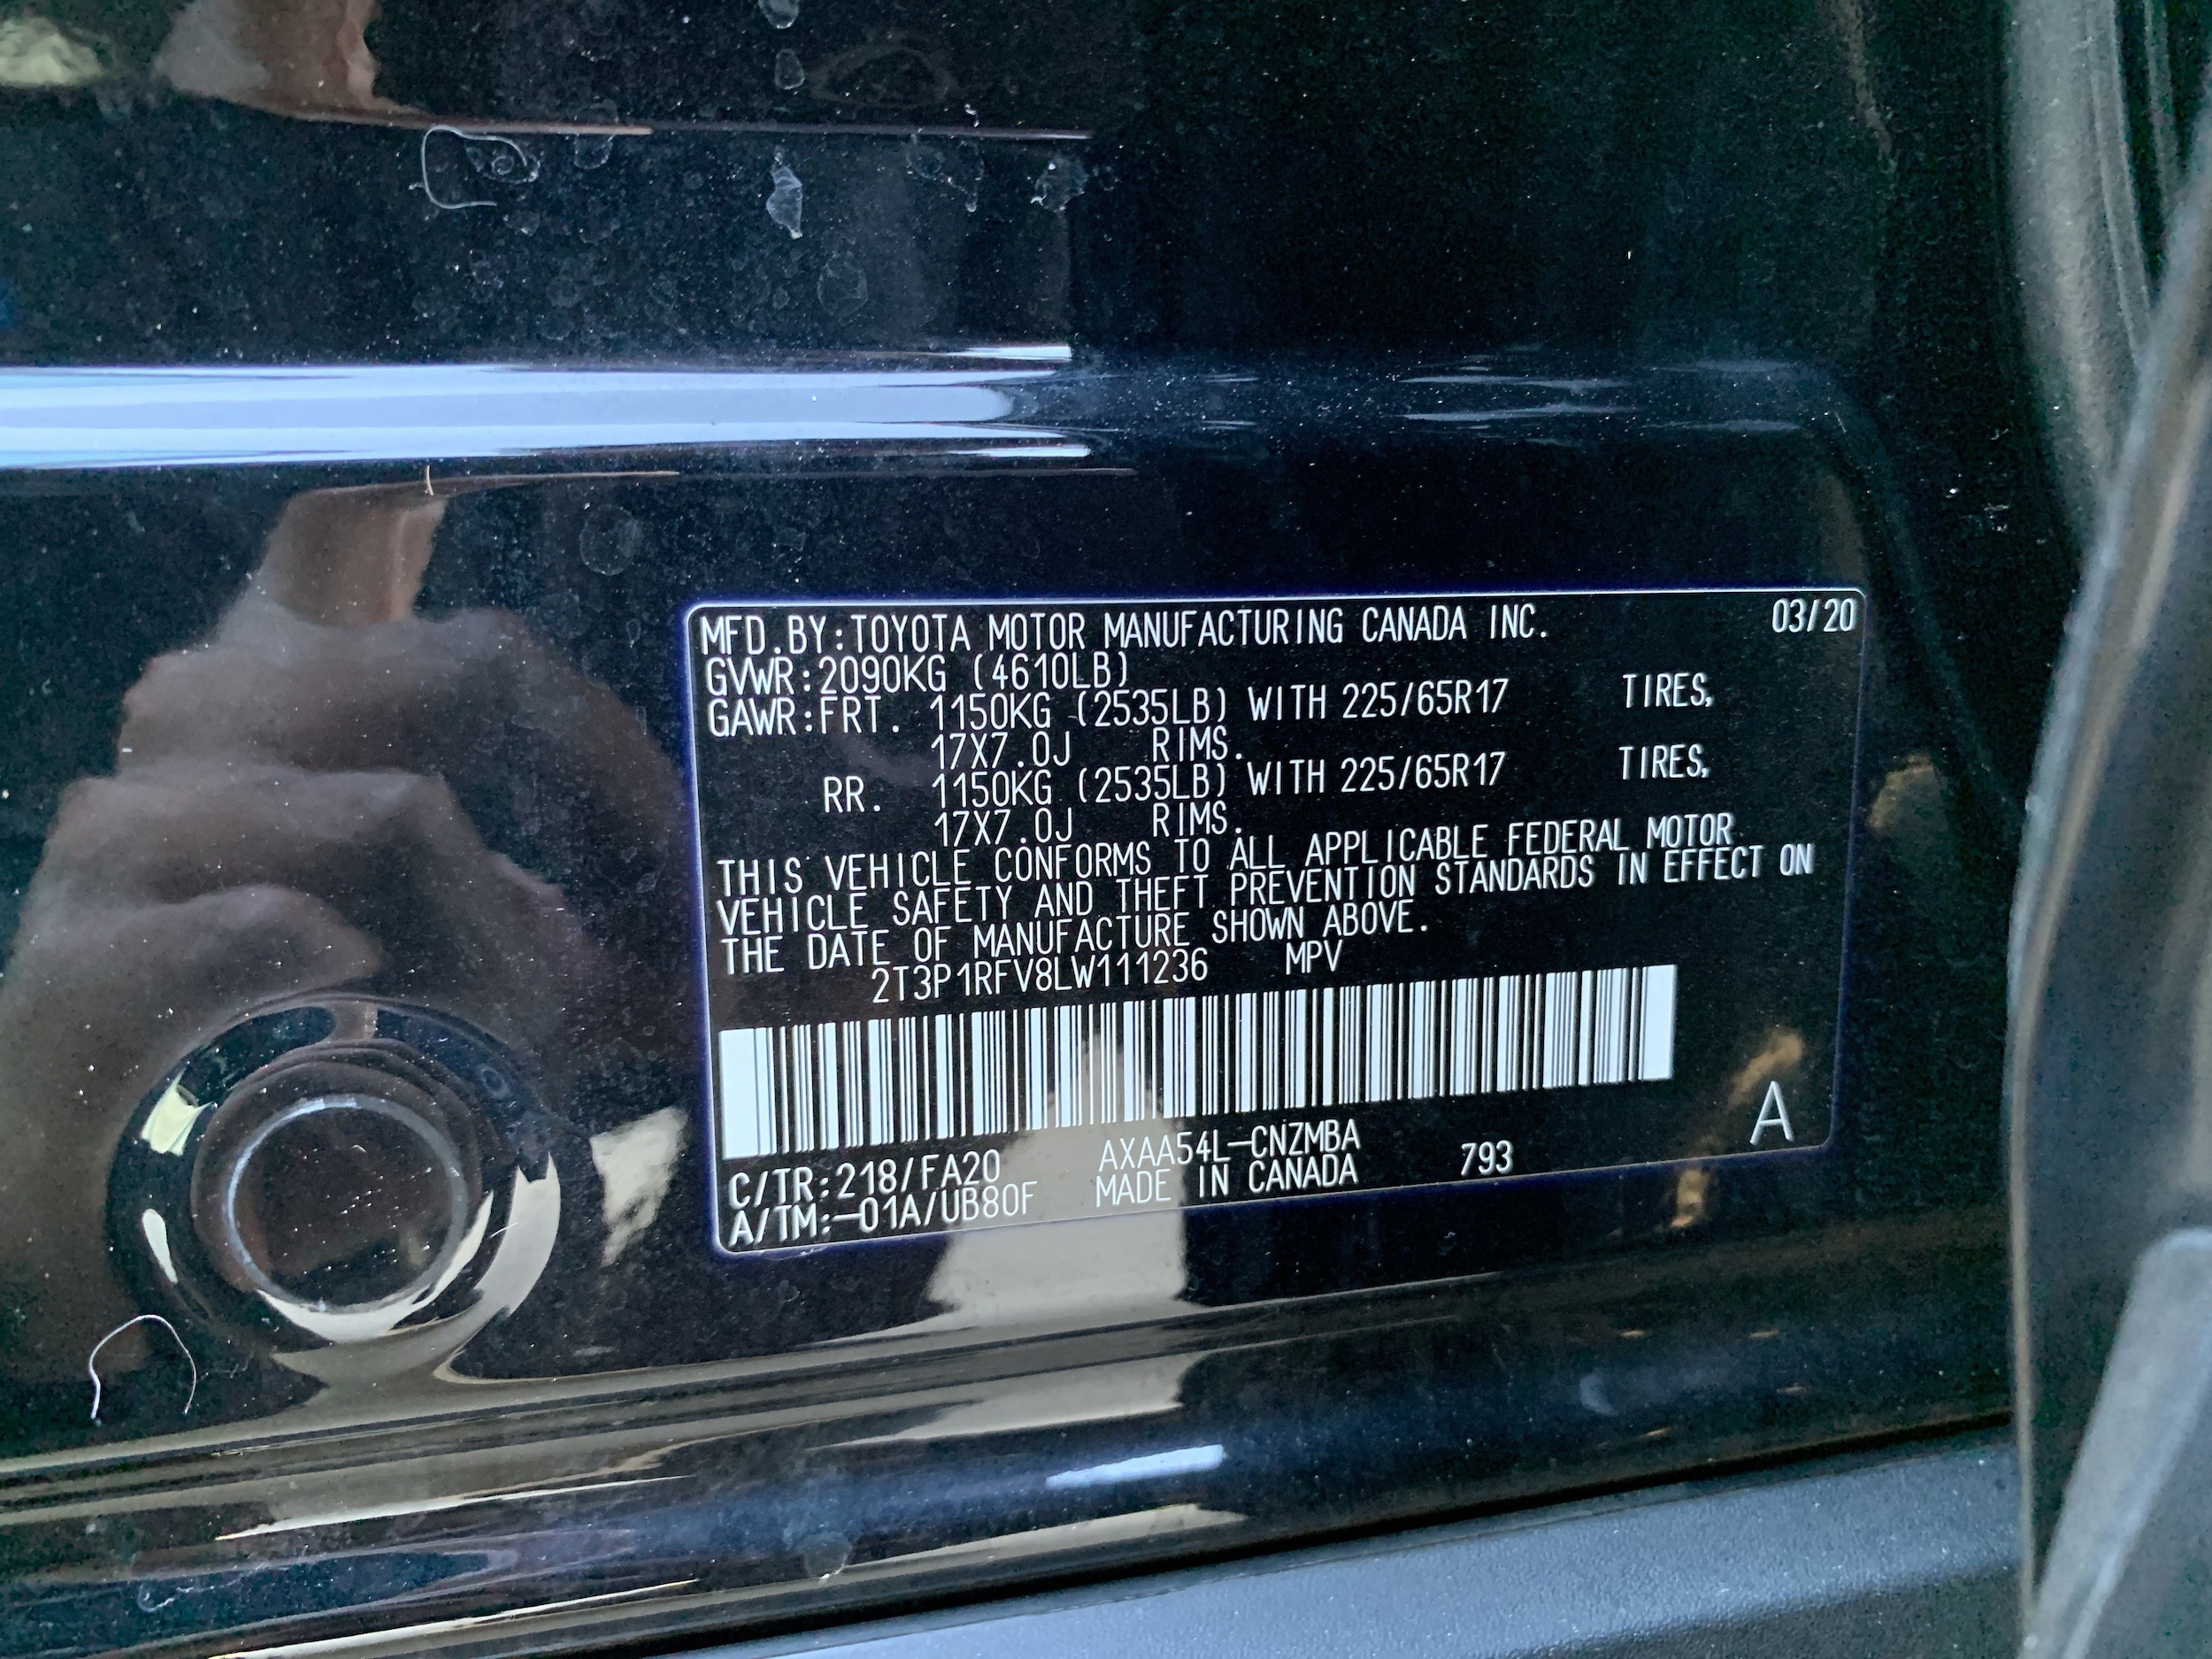 MFD.BY:TOYOTA MOTOR MANUFACTURING CANADA INC. 03/20
GVWR:2090KG (4610LB)
GAWR:FRT. 1150KG (2535LB) WITH 225/65R17 TIRES,
17X7.0J RIMS.
RR. 1150KG (2535LB) WITH 225/65R17 TIRES,
17X7.0J RIMS.
THIS VEHICLE CONFORMS TO ALL APPLICABLE FEDERAL MOTOR
VEHICLE SAFETY AND THEFT PREVENTION STANDARDS IN EFFECT ON
THE DATE OF MANUFACTURE SHOWN ABOVE.
2T3P1RFV8LW111236 MPV
A
C/TR:218/FA20 AXAA54L-CNZMBA 793
A/TM:-01A/UB80F MADE IN CANADA